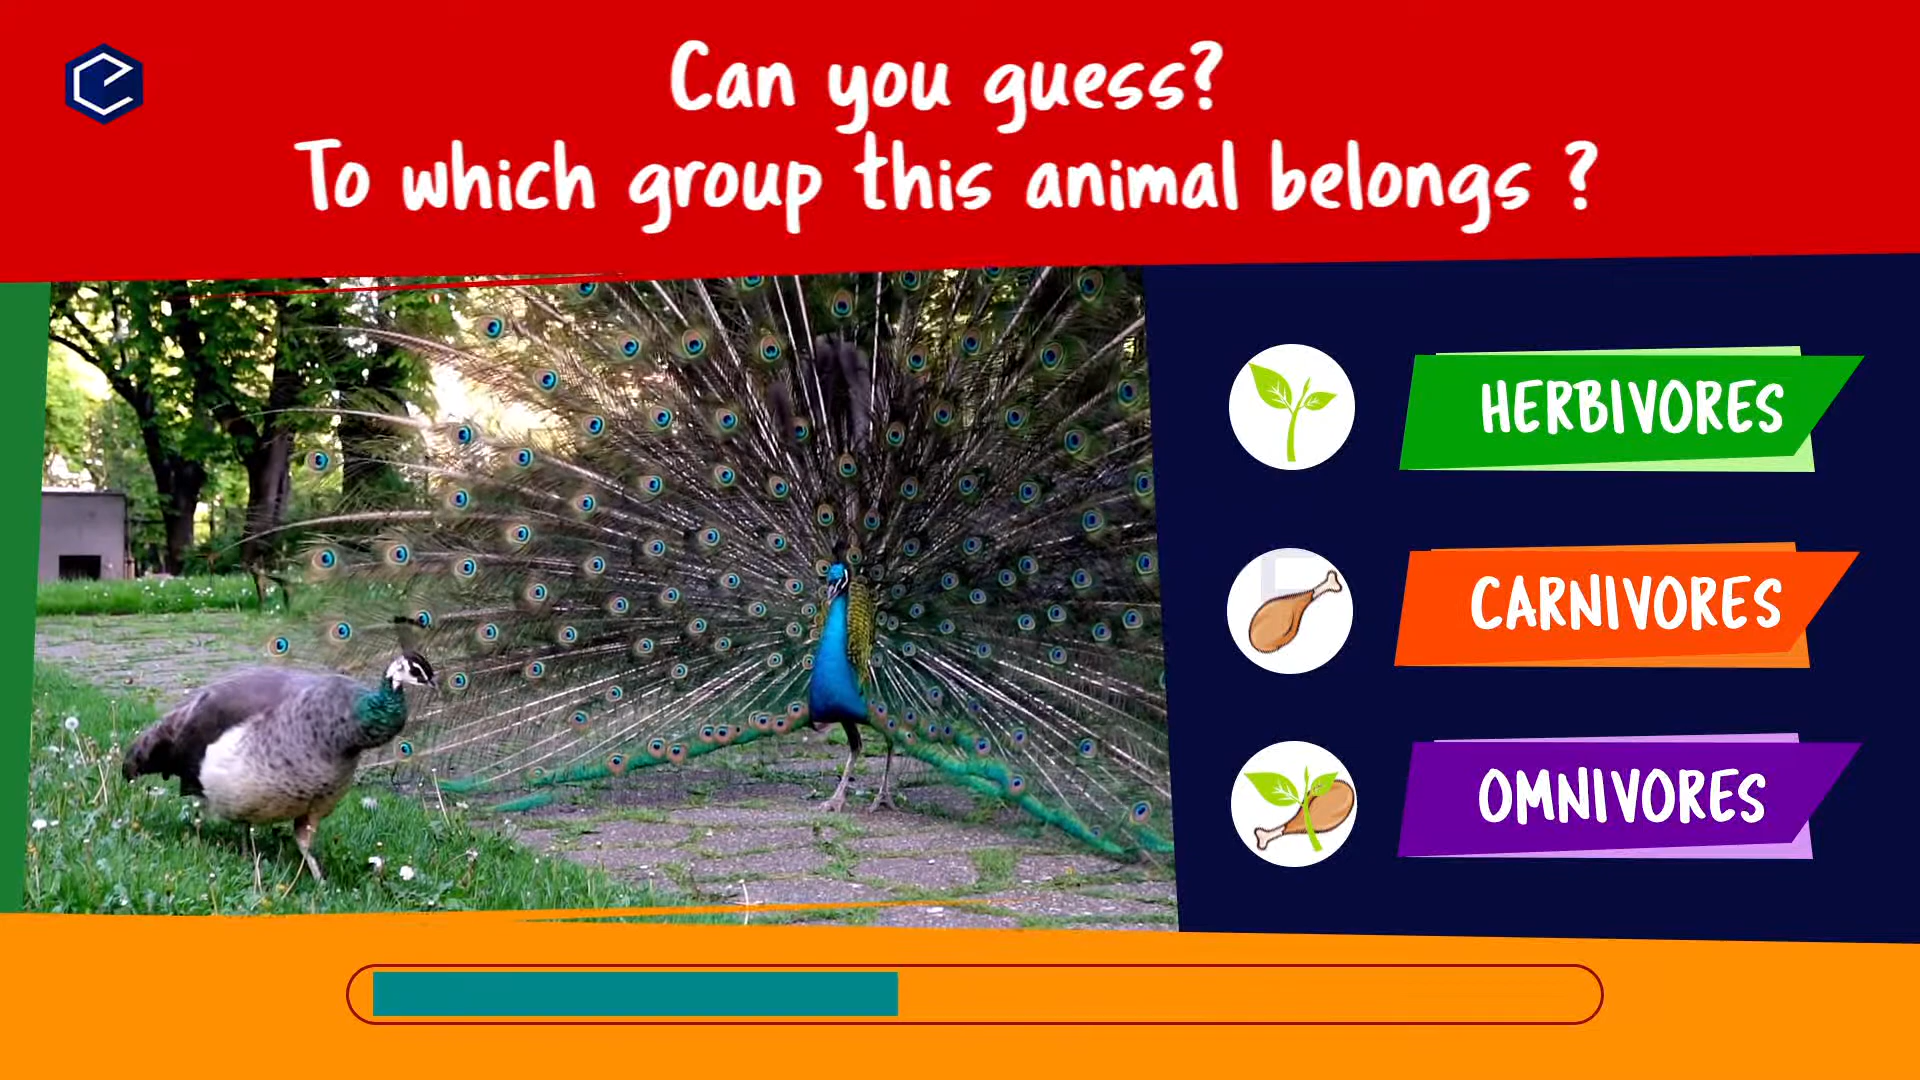 Can you guess?
To which group this animal belongs ?
HERBIVORES
CARNIVORES
OMNIVORES